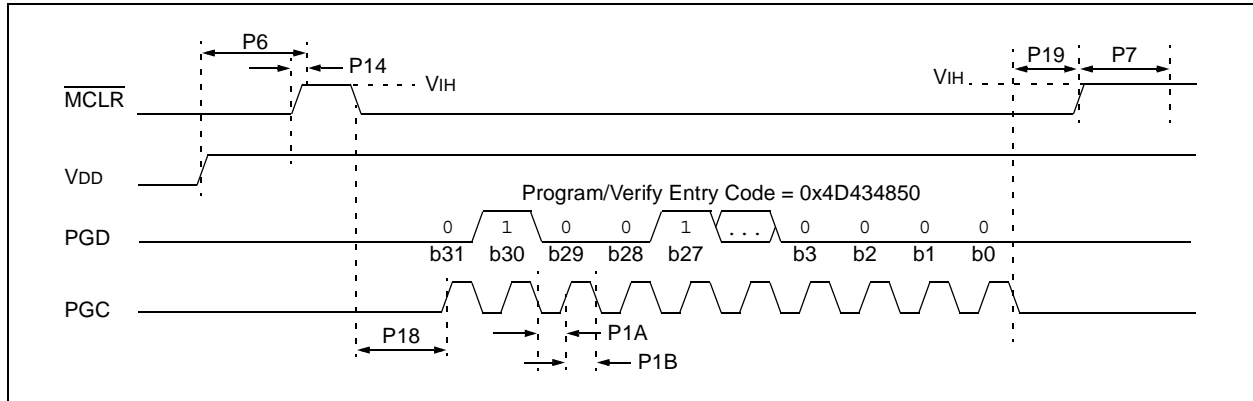 P6
P14
VIH
VIH
P19
P7
MCLR
VDD
Program/Verify Entry Code = 0x4D434850
PGD
0 1 0 0 1 ... 0 0 0 0
b31 b30 b29 b28 b27 b3 b2 b1 b0
PGC
P18
P1A
P1B